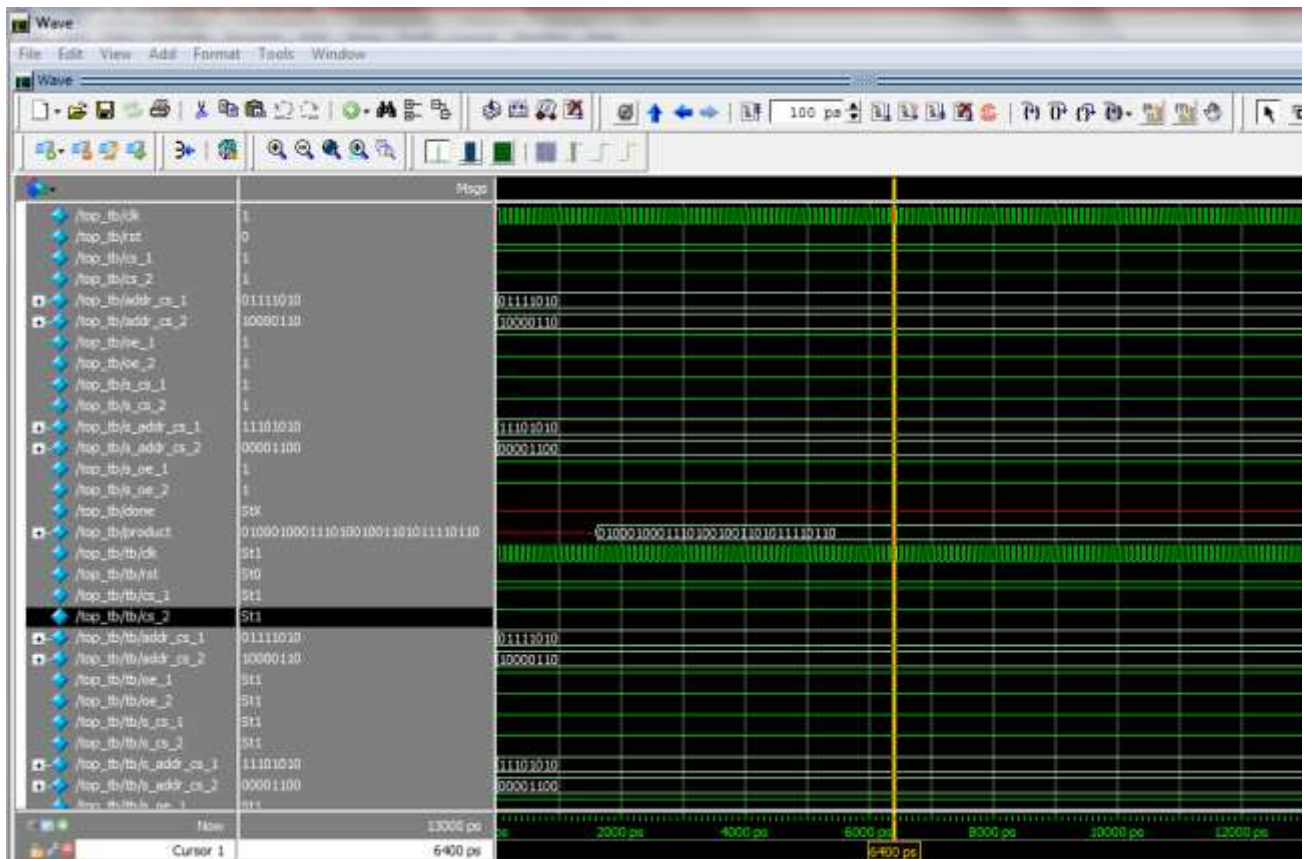 Wave
File Edit View Add Format Tools Window
Wave
100 ps
Msgs
/top_tb/clk 1
/top_tb/rst 0
/top_tb/cs_1 1
/top_tb/cs_2 1
/top_tb/addr_cs_1 01111010 01111010
/top_tb/addr_cs_2 10000110 10000110
/top_tb/oe_1 1
/top_tb/oe_2 1
/top_tb/s_cs_1 1
/top_tb/s_cs_2 1
/top_tb/s_addr_cs_1 11101010 11101010
/top_tb/s_addr_cs_2 00001100 00001100
/top_tb/s_oe_1 1
/top_tb/s_oe_2 1
/top_tb/done StX
/top_tb/product
/top_tb/tb/clk St1
/top_tb/tb/rst St0
/top_tb/tb/cs_1 St1
/top_tb/tb/cs_2 St1
/top_tb/tb/addr_cs_1 01111010 01111010
/top_tb/tb/addr_cs_2 10000110 10000110
/top_tb/tb/oe_1 St1
/top_tb/tb/oe_2 St1
/top_tb/tb/s_cs_1 St1
/top_tb/tb/s_cs_2 St1
/top_tb/tb/s_addr_cs_1 11101010 11101010
/top_tb/tb/s_addr_cs_2 00001100 00001100
/top_tb/tb/s_oe_1 St1
Now 13000 ps ps 2000 ps 4000 ps 6000 ps 8000 ps 10000 ps 12000 ps
Cursor 1 6400 ps 6400 ps